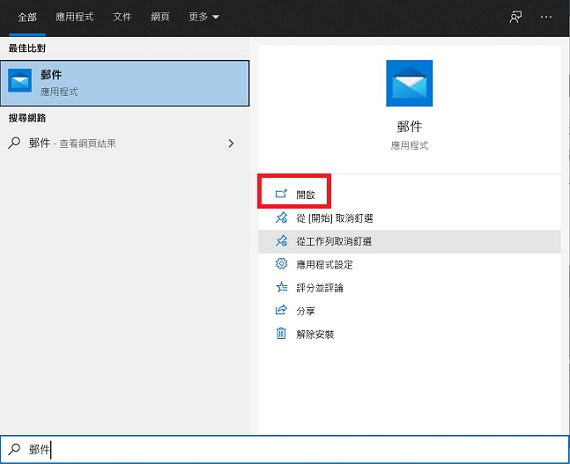 全部 應用程式 文件 網頁 更多
最佳比對
郵件
應用程式
搜尋網路
郵件 - 查看網頁結果
郵件
應用程式
開啟
從 [開始] 取消釘選
從工作列取消釘選
應用程式設定
評分並評論
分享
解除安裝
郵件